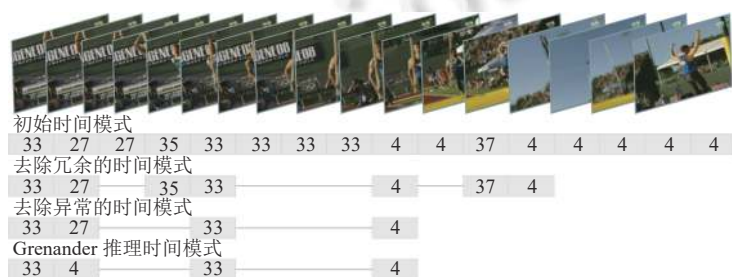 初始时间模式
33 27 27 35 33 33 33 33 4 4 37 4 4 4 4 4
去除冗余的时间模式
33 27 35 33 4 37 4
去除异常的时间模式
33 27 33 4
Grenander 推理时间模式
33 4 33 4